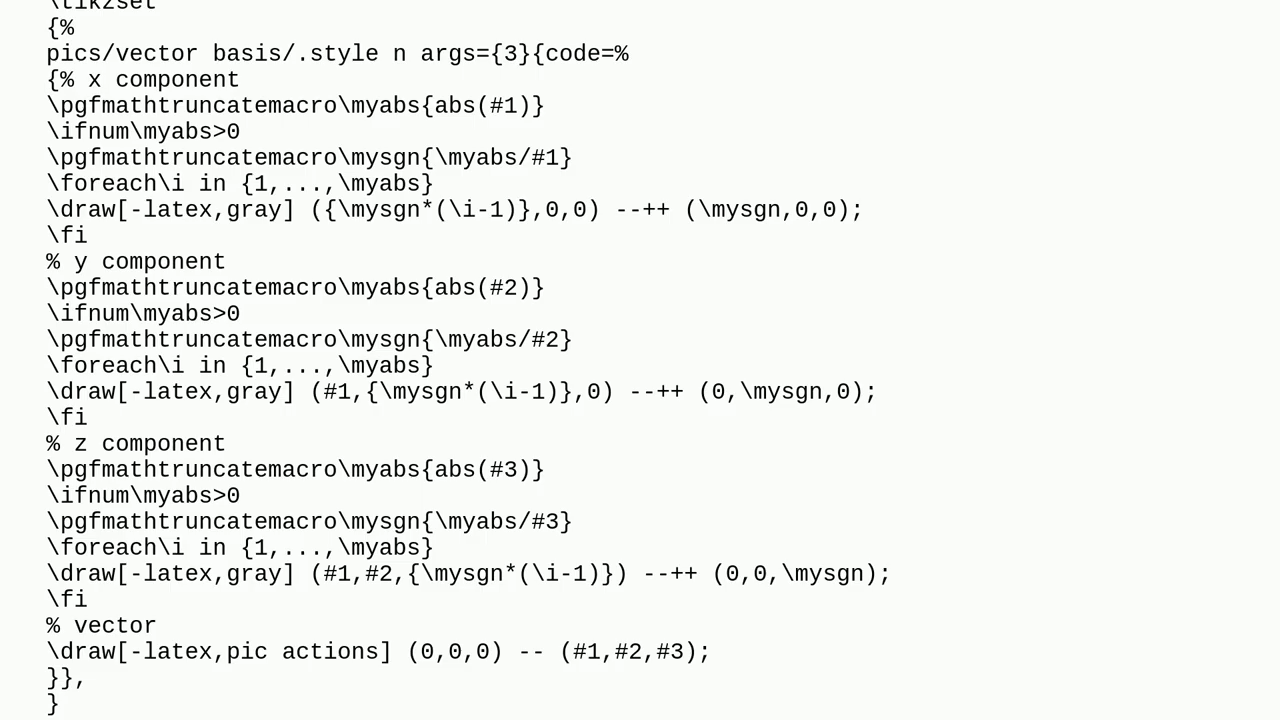 \tikzset
{%
pics/vector basis/.style n args={3}{code=%
{% x component
\pgfmathtruncatemacro\myabs{abs(#1)}
\ifnum\myabs>0
\pgfmathtruncatemacro\mysgn{\myabs/#1}
\foreach\i in {1,...,\myabs}
\draw[-latex,gray] ({\mysgn*(\i-1)},0,0) --++ (\mysgn,0,0);
\fi
% y component
\pgfmathtruncatemacro\myabs{abs(#2)}
\ifnum\myabs>0
\pgfmathtruncatemacro\mysgn{\myabs/#2}
\foreach\i in {1,...,\myabs}
\draw[-latex,gray] (#1,{\mysgn*(\i-1)},0) --++ (0,\mysgn,0);
\fi
% z component
\pgfmathtruncatemacro\myabs{abs(#3)}
\ifnum\myabs>0
\pgfmathtruncatemacro\mysgn{\myabs/#3}
\foreach\i in {1,...,\myabs}
\draw[-latex,gray] (#1,#2,{\mysgn*(\i-1)}) --++ (0,0,\mysgn);
\fi
% vector
\draw[-latex,pic actions] (0,0,0) -- (#1,#2,#3);
}},
}